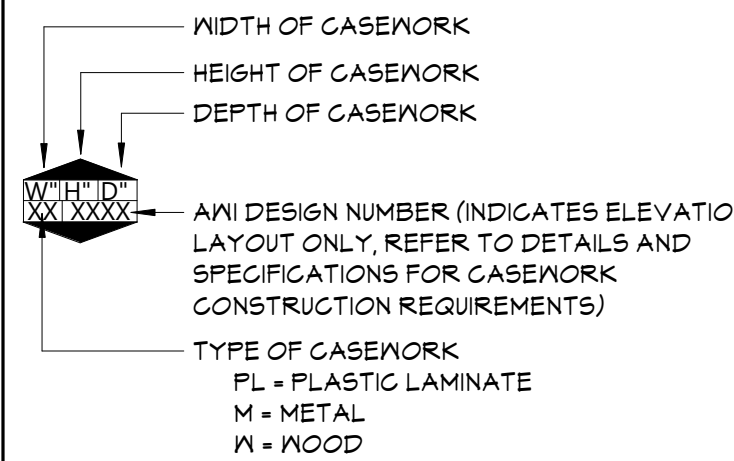 WIDTH OF CASEWORK
HEIGHT OF CASEWORK
DEPTH OF CASEWORK
W" H" D"
XX XXXX
AWI DESIGN NUMBER (INDICATES ELEVATIO
LAYOUT ONLY, REFER TO DETAILS AND
SPECIFICATIONS FOR CASEWORK
CONSTRUCTION REQUIREMENTS)
TYPE OF CASEWORK
PL = PLASTIC LAMINATE
M = METAL
W = WOOD